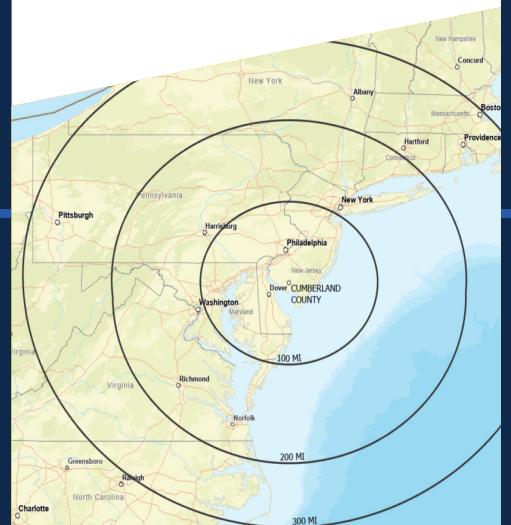 New Hampshire
Concord
New York
Albany
Massachusetts
Boston
Hartford
Providence
Connecticut
Pennsylvania
New York
Pittsburgh
Harrisburg
Philadelphia
New Jersey
Dover
CUMBERLAND
COUNTY
Washington
Maryland
Virginia
100 MI
Richmond
Virginia
Norfolk
200 MI
Greensboro
Raleigh
North Carolina
Charlotte
300 MI